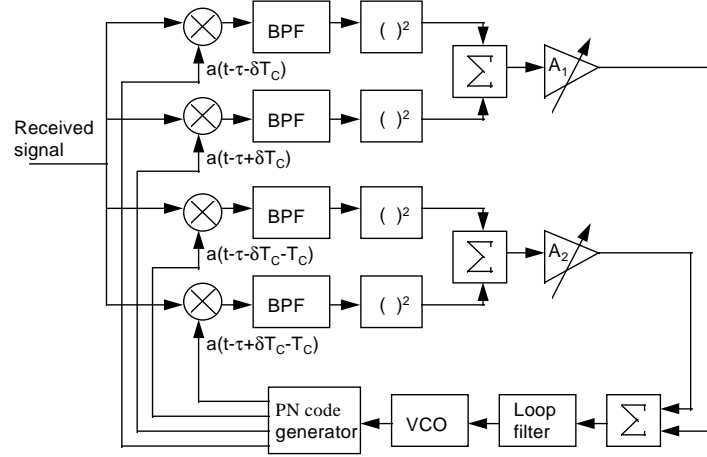 BPF
( )²
A₁
Σ
a(t-τ-δT_C)
BPF
( )²
Received
signal
a(t-τ+δT_C)
BPF
( )²
A₂
Σ
a(t-τ-δT_C-T_C)
BPF
( )²
a(t-τ+δT_C-T_C)
PN code
generator
VCO
Loop
filter
Σ